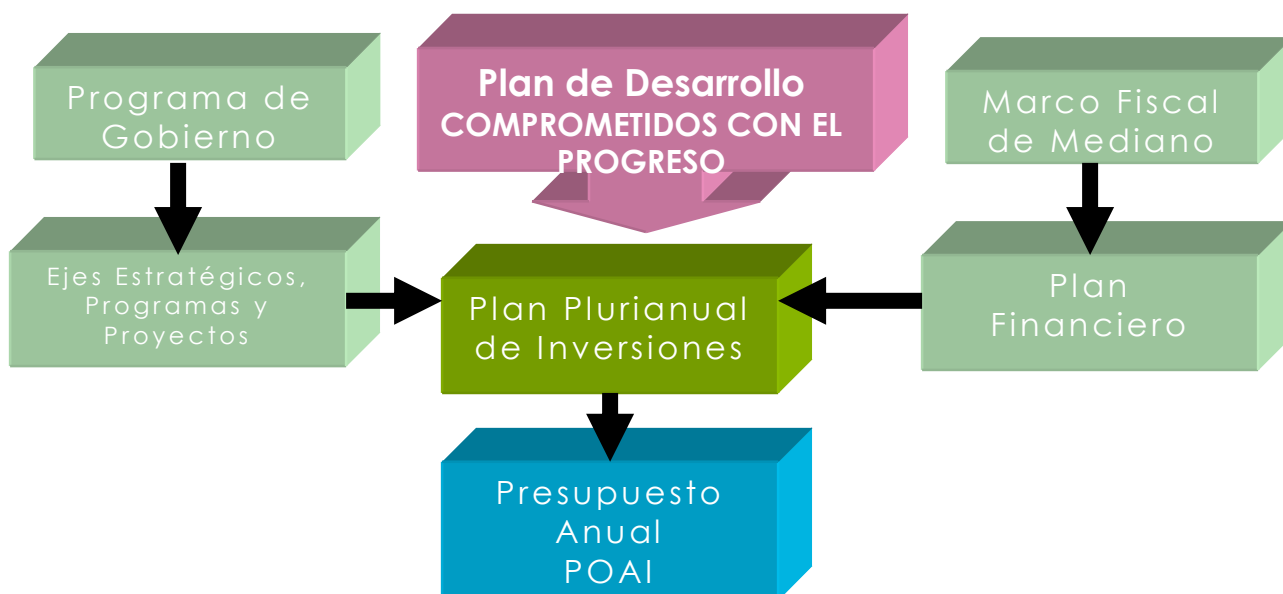 Programa de
Gobierno
Plan de Desarrollo
COMPROMETIDOS CON EL
PROGRESO
Marco Fiscal
de Mediano
Ejes Estratégicos,
Programas y
Proyectos
Plan Plurianual
de Inversiones
Plan
Financiero
Presupuesto
Anual
POAI